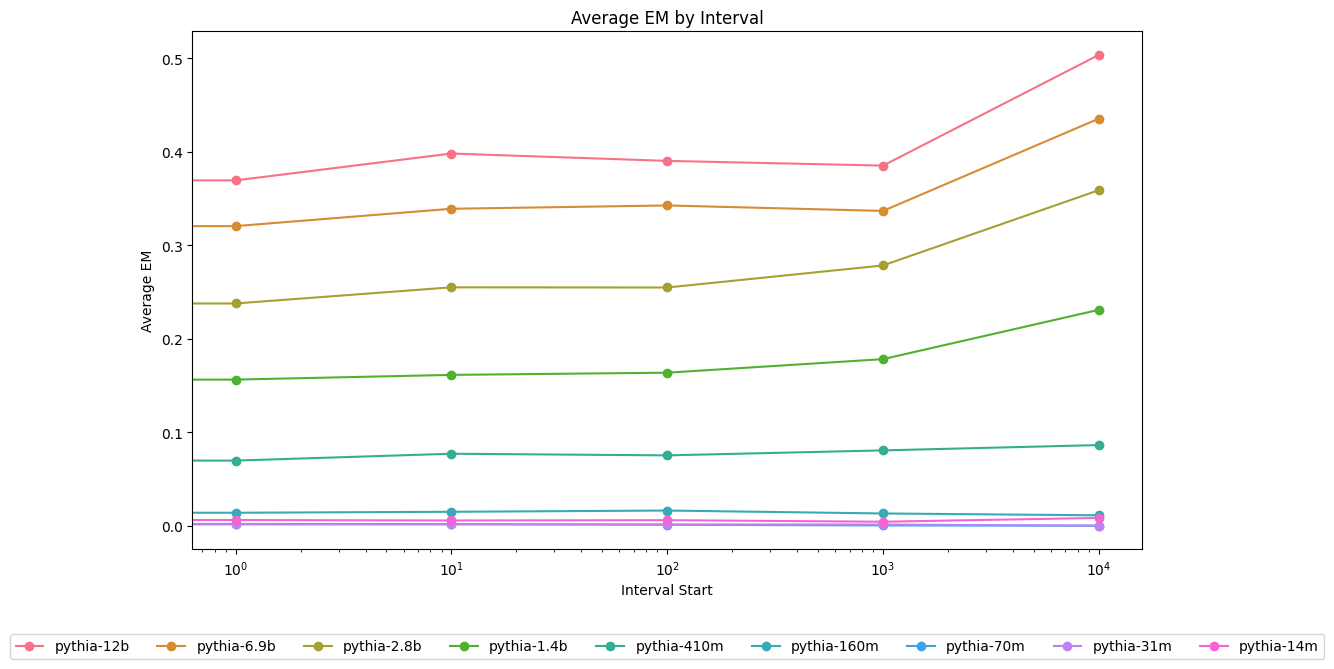 Average EM by Interval
Average EM
0.5
0.4
0.3
0.2
0.1
0.0
10^0 10^1 10^2 10^3 10^4
Interval Start
pythia-12b pythia-6.9b pythia-2.8b pythia-1.4b pythia-410m pythia-160m pythia-70m pythia-31m pythia-14m